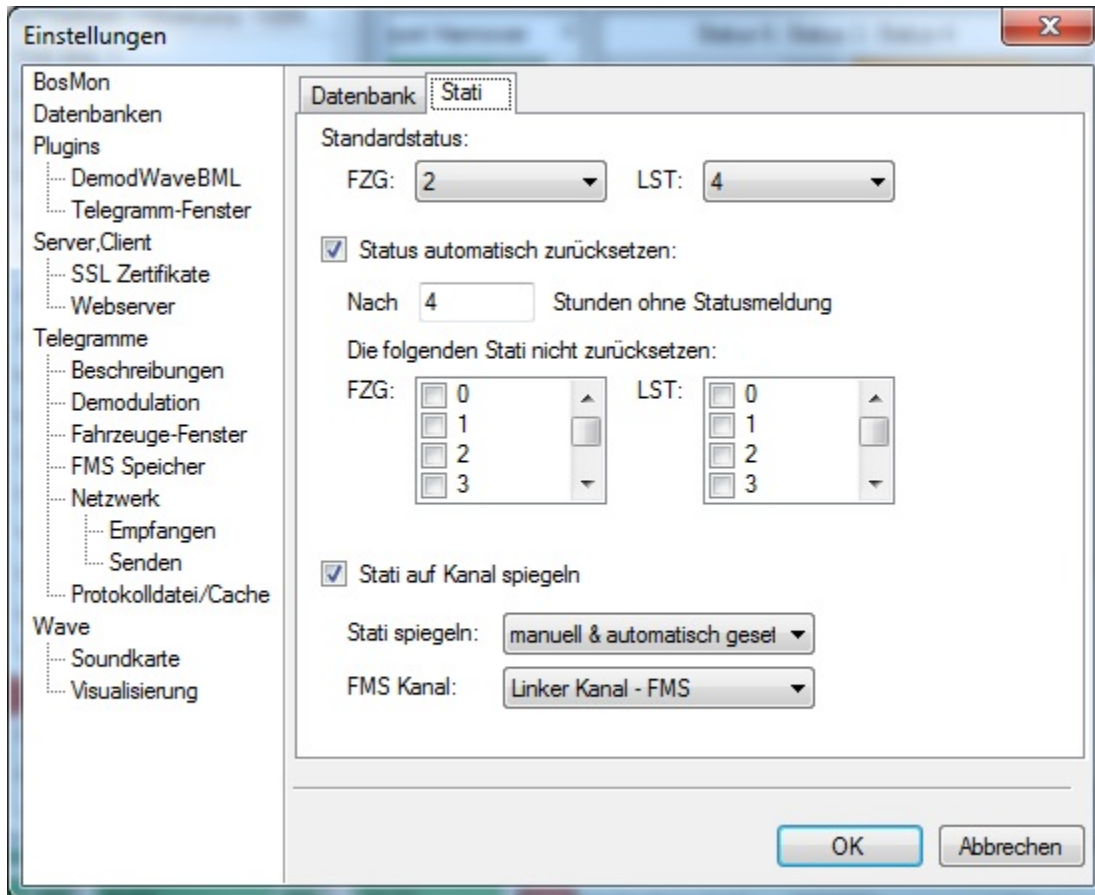 Einstellungen
BosMon
Datenbanken
Plugins
DemodWaveBML
Telegramm-Fenster
Server,Client
SSL Zertifikate
Webserver
Telegramme
Beschreibungen
Demodulation
Fahrzeuge-Fenster
FMS Speicher
Netzwerk
Empfangen
Senden
Protokolldatei/Cache
Wave
Soundkarte
Visualisierung
Datenbank Stati
Standardstatus:
FZG: 2 LST: 4
Status automatisch zurücksetzen:
Nach 4 Stunden ohne Statusmeldung
Die folgenden Stati nicht zurücksetzen:
FZG: 0 LST: 0
1 1
2 2
3 3
Stati auf Kanal spiegeln
Stati spiegeln: manuell & automatisch geset
FMS Kanal: Linker Kanal - FMS
OK Abbrechen